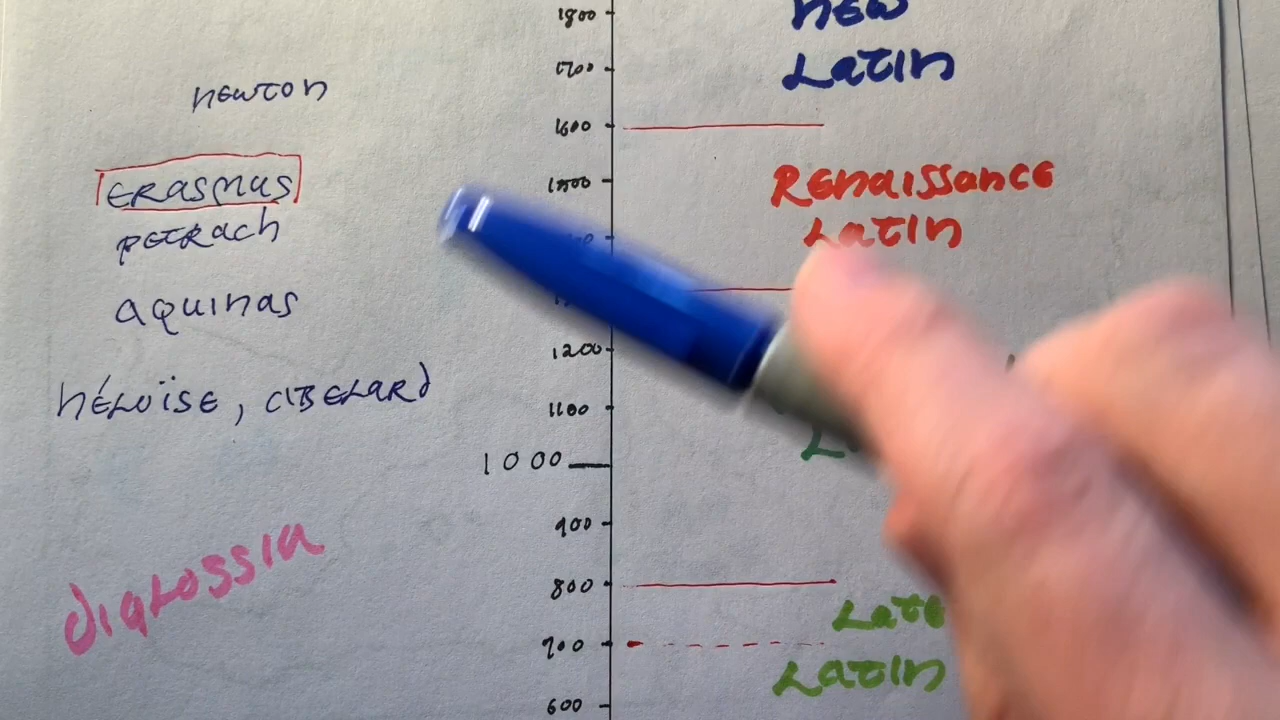 1800
new
Latin
1700
newton
1600
Renaissance
Latin
Erasmus
1500
Petrach
Aquinas
1200
Héloïse, Abelard
1100
1000
900
diglossia
800
Late
Latin
700
600